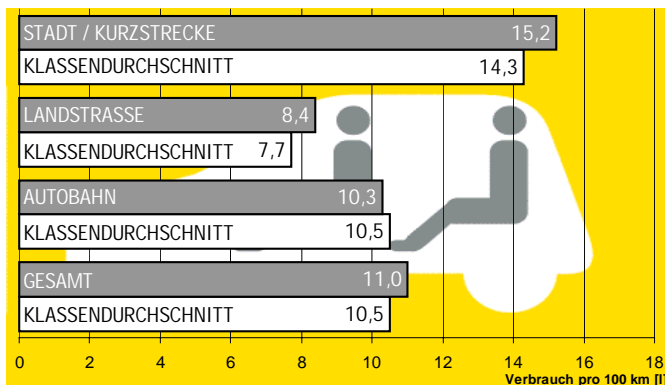 STADT / KURZSTRECKE 15,2
KLASSENDURCHSCHNITT 14,3
LANDSTRASSE 8,4
KLASSENDURCHSCHNITT 7,7
AUTOBAHN 10,3
KLASSENDURCHSCHNITT 10,5
GESAMT 11,0
KLASSENDURCHSCHNITT 10,5
0 2 4 6 8 10 12 14 16 18
Verbrauch pro 100 km [l]